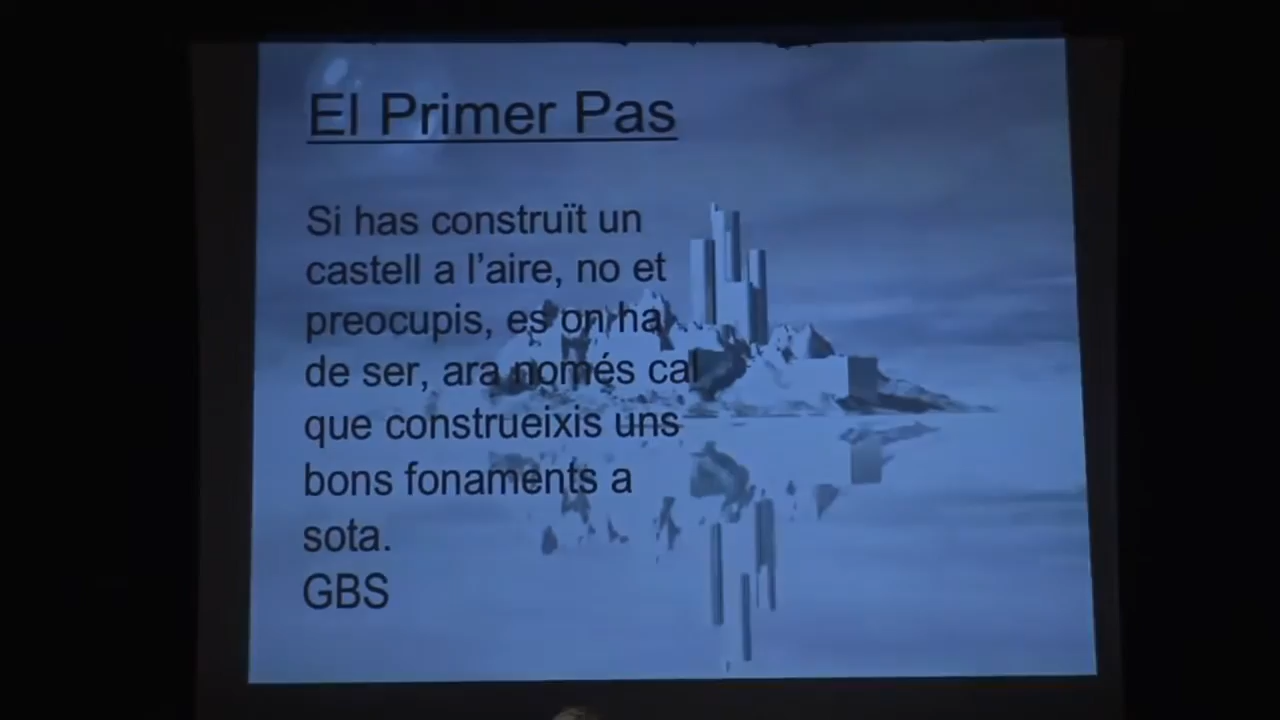 El Primer Pas
Si has construït un
castell a l'aire, no et
preocupis, es on ha
de ser, ara només cal
que construeixis uns
bons fonaments a
sota.
GBS